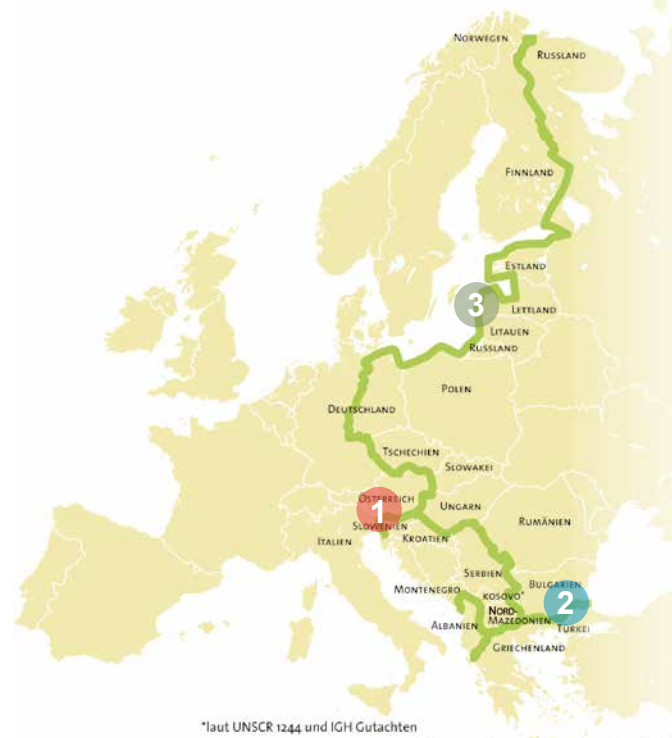 NORWEGEN
RUSSLAND
FINNLAND
ESTLAND
3
LETTLAND
LITAUEN
RUSSLAND
POLEN
DEUTSCHLAND
TSCHECHIEN
SLOWAKEI
ÖSTERREICH
1
UNGARN
SLOWENIEN
RUMÄNIEN
ITALIEN
KROATIEN
SERBIEN
BULGARIEN
MONTENEGRO
KOSOVO*
2
NORD-
MAZEDONIEN
ALBANIEN
TÜRKEI
GRIECHENLAND
*laut UNSCR 1244 und IGH Gutachten